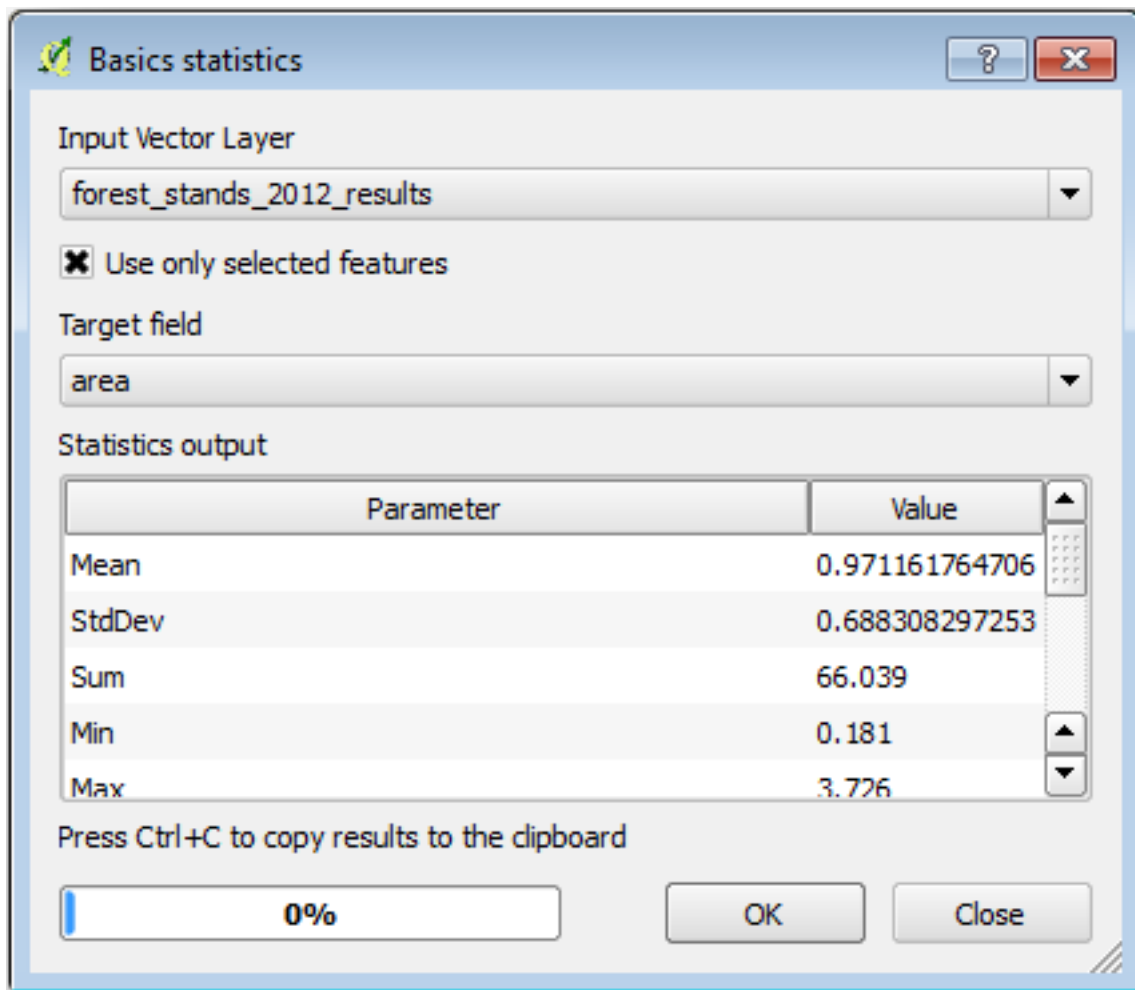 Basics statistics
Input Vector Layer
forest_stands_2012_results
Use only selected features
Target field
area
Statistics output
Parameter Value
Mean 0.971161764706
StdDev 0.688308297253
Sum 66.039
Min 0.181
Max 3.726
Press Ctrl+C to copy results to the clipboard
0% OK Close